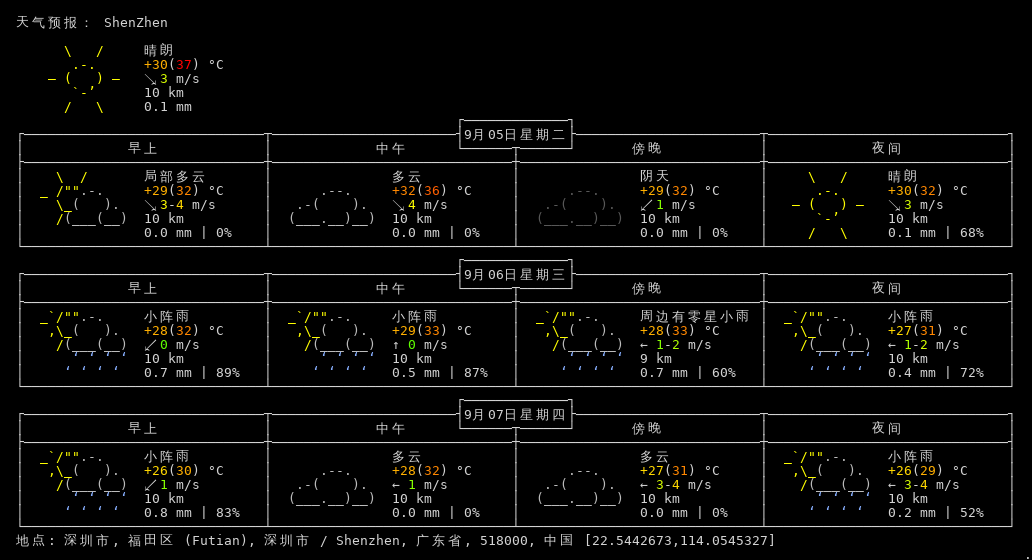 天气预报： ShenZhen
晴朗
+30(37) °C
↘3 m/s
10 km
0.1 mm
9月05日星期二
早上 中午 傍晚 夜间
局部多云 多云 阴天 晴朗
+29(32) °C +32(36) °C +29(32) °C +30(32) °C
↘3-4 m/s ↘4 m/s ↙1 m/s ↘3 m/s
10 km 10 km 10 km 10 km
0.0 mm | 0% 0.0 mm | 0% 0.0 mm | 0% 0.1 mm | 68%
9月06日星期三
早上 中午 傍晚 夜间
小阵雨 小阵雨 周边有零星小雨 小阵雨
+28(32) °C +29(33) °C +28(33) °C +27(31) °C
↙0 m/s ↑ 0 m/s ← 1-2 m/s ← 1-2 m/s
10 km 10 km 9 km 10 km
0.7 mm | 89% 0.5 mm | 87% 0.7 mm | 60% 0.4 mm | 72%
9月07日星期四
早上 中午 傍晚 夜间
小阵雨 多云 多云 小阵雨
+26(30) °C +28(32) °C +27(31) °C +26(29) °C
↙1 m/s ← 1 m/s ← 3-4 m/s ← 3-4 m/s
10 km 10 km 10 km 10 km
0.8 mm | 83% 0.0 mm | 0% 0.0 mm | 0% 0.2 mm | 52%
地点: 深圳市, 福田区 (Futian), 深圳市 / Shenzhen, 广东省, 518000, 中国 [22.5442673,114.0545327]